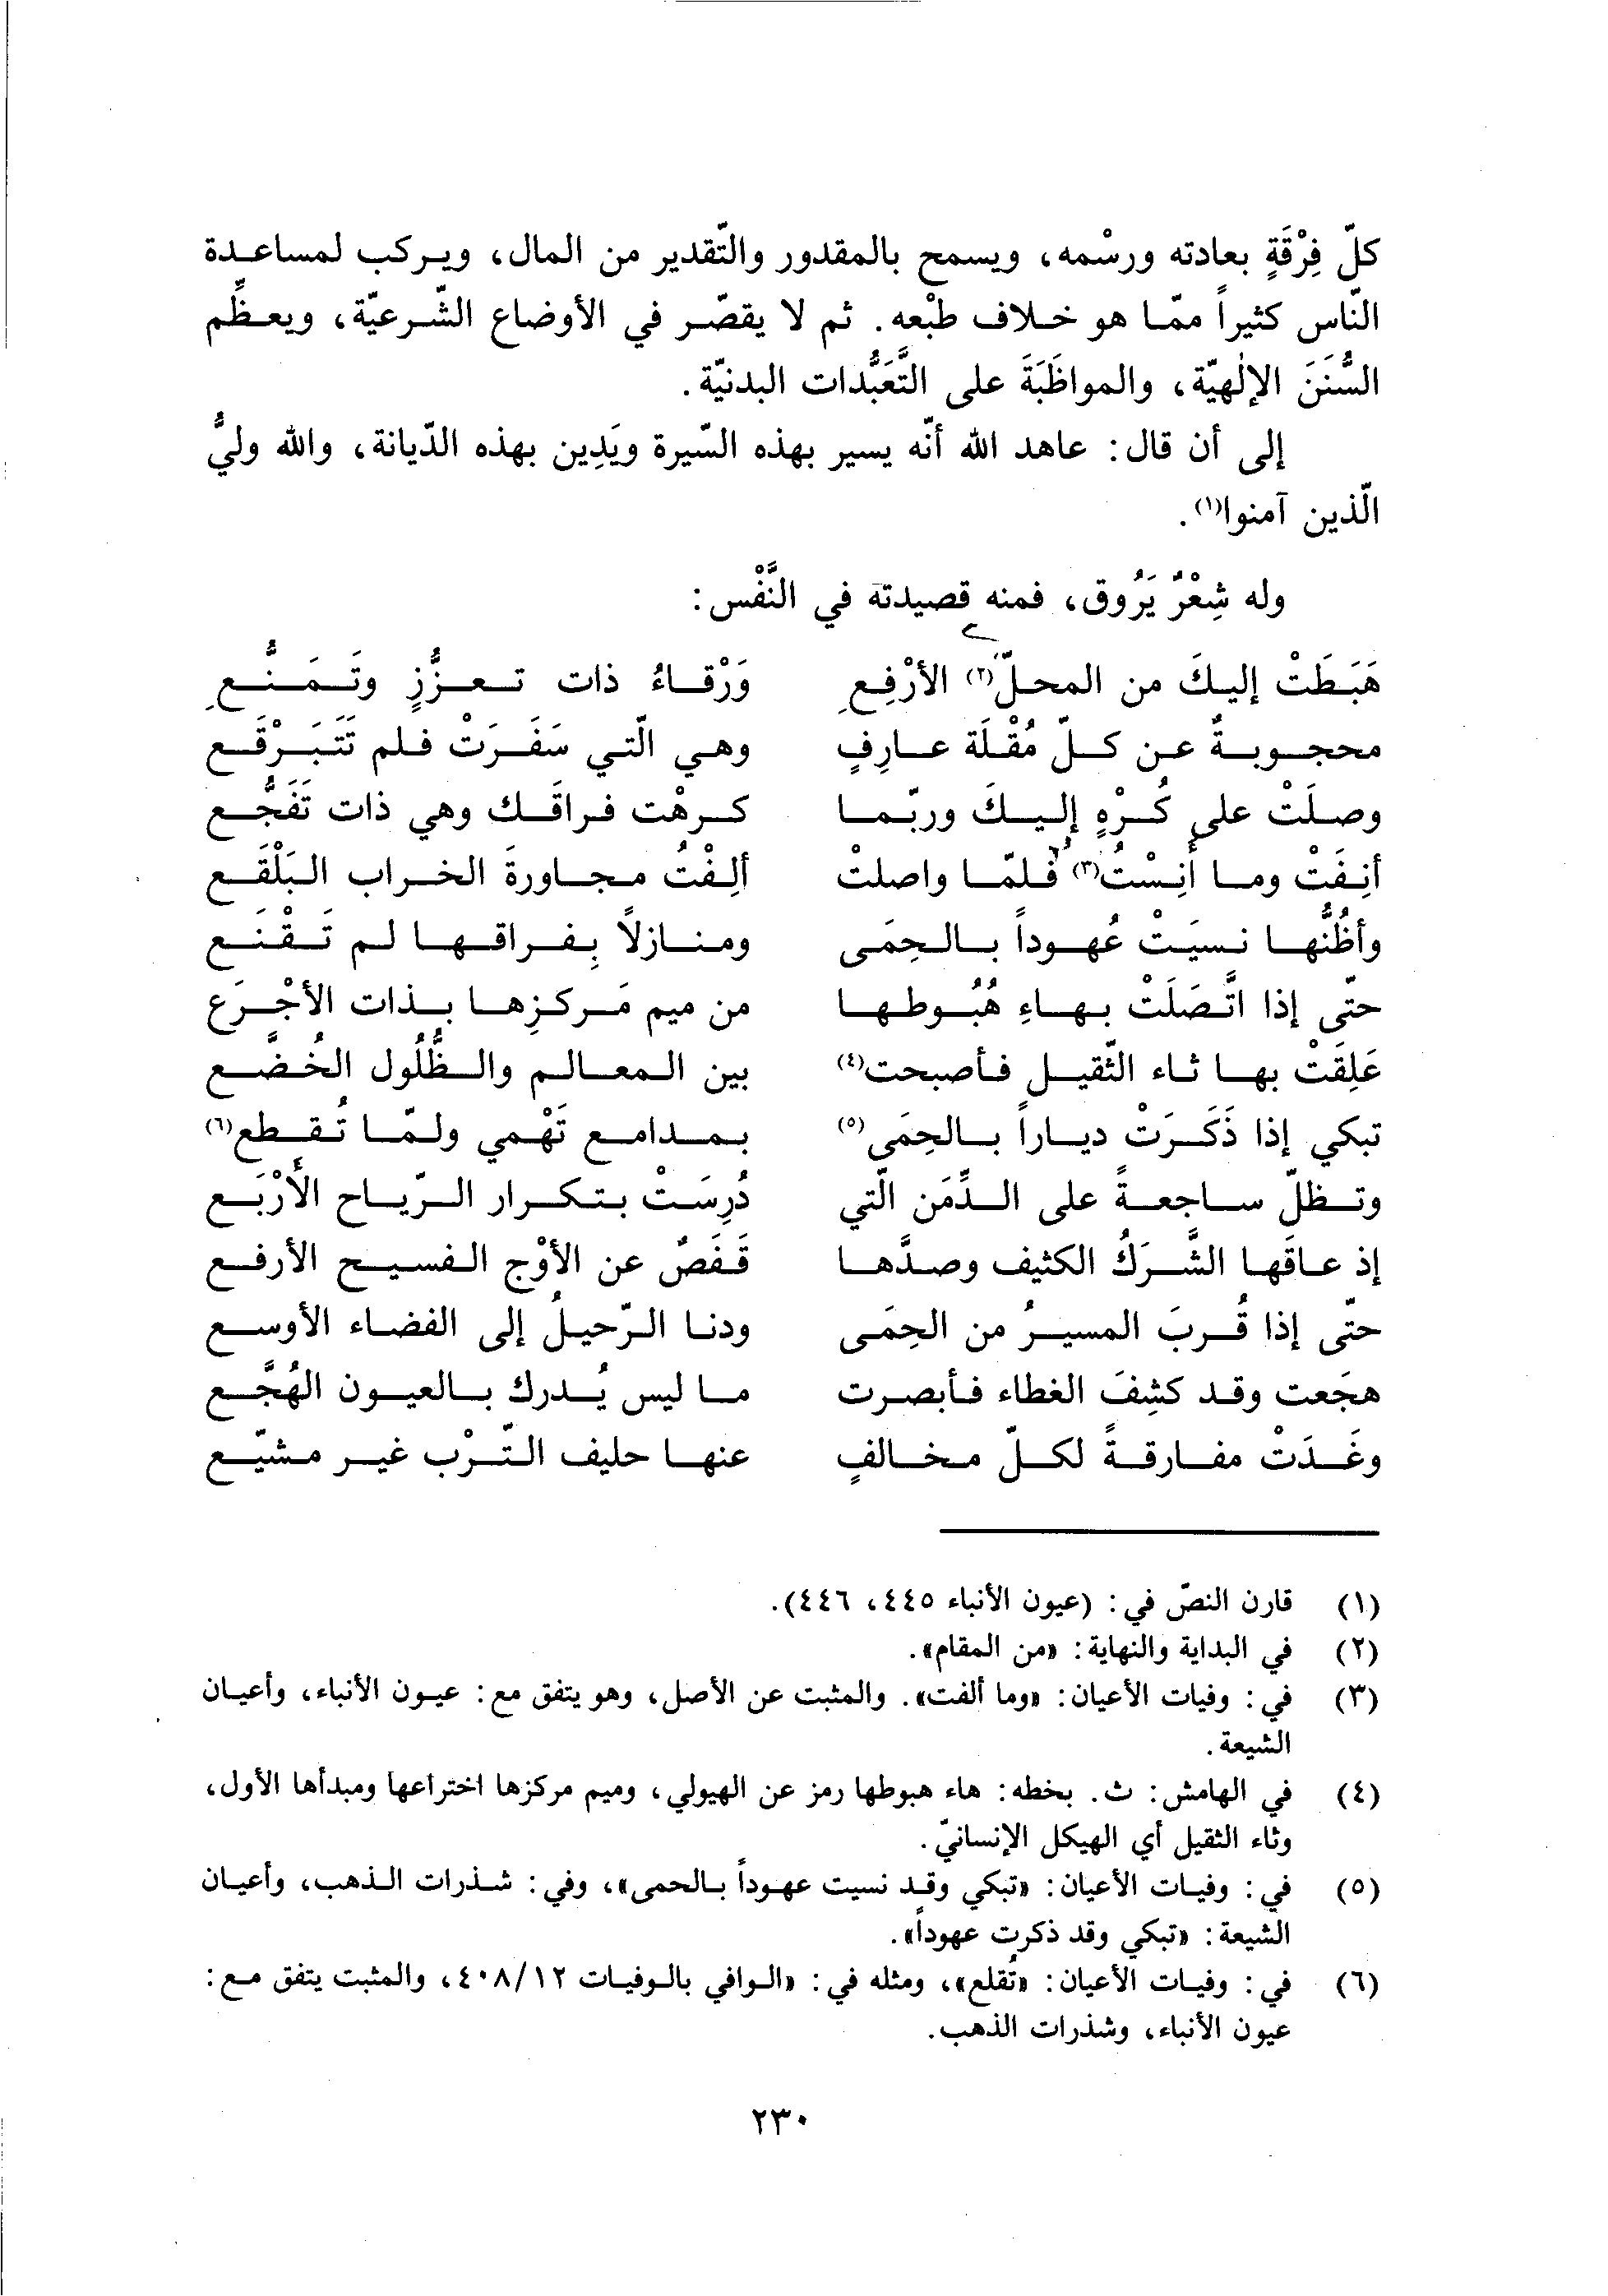 كلّ فِرْقَةٍ بعادته ورسْمه، ويسمح بالمقدور والتّقدير من المال، ويركب لمساعدة
النّاس كثيراً ممّا هو خلاف طبْعه. ثم لا يقصّر في الأوضاع الشّرعيّة، ويعظِّم
السُّنَنَ الإلٰهيّة، والمواظَبَةَ على التَّعَبُّدات البدنيّة.
إلى أن قال: عاهد الله أنّه يسير بهذه السّيرة ويَدِين بهذه الدّيانة، والله وليُّ
الّذين آمنوا(١).
وله شِعْرٌ يَرُوق، فمنه قصيدته في النَّفْس:
هَبَطَتْ إليكَ من المحلّ(٢) الأرْفِعِ وَرْقاءُ ذات تعزُّزٍ وتَمَنُّعِ
محجوبةٌ عن كلّ مُقْلَة عارِفٍ وهي الّتي سَفَرَتْ فلم تَتَبَرْقَع
وصلَتْ على كُرْهٍ إليكَ وربّما كرهْت فراقَك وهي ذات تَفَجُّع
أنِفَتْ وما أنِسْتُ(٣) فلمّا واصلتْ ألِفْتُ مجاورةَ الخراب البَلْقَع
وأظُنُّها نسيَتْ عُهوداً بالحِمَى ومنازلاً بِفراقها لم تَقْنَع
حتّى إذا اتَّصَلَتْ بهاءِ هُبُوطها من ميم مَركزِها بذات الأجْرَع
عَلِقَتْ بها ثاء الثّقيل فأصبحت(٤) بين المعالم والطُّلُول الخُضَّع
تبكي إذا ذَكَرَتْ دياراً بالحِمَى(٥) بمدامع تَهْمي ولمّا تُقطع(٦)
وتظلّ ساجعةً على الدِّمَن الّتي دُرِسَتْ بتكرار الرّياح الأَرْبَع
إذ عاقَها الشَّرَكُ الكثيف وصدَّها قَفَصٌ عن الأوْج الفسيح الأرفع
حتّى إذا قُربَ المسيرُ من الحِمَى ودنا الرّحيلُ إلى الفضاء الأوسع
هجَعت وقد كشِفَ الغطاء فأبصرت ما ليس يُدرك بالعيون الهُجَّع
وغَدَتْ مفارقةً لكلّ مخالفٍ عنها حليف التّرْب غير مشيّع
(١) قارن النصّ في: (عيون الأنباء ٤٤٥، ٤٤٦).
(٢) في البداية والنهاية: «من المقام».
(٣) في: وفيات الأعيان: «وما ألفت». والمثبت عن الأصل، وهو يتفق مع: عيون الأنباء، وأعيان
الشيعة.
(٤) في الهامش: ث. بخطه: هاء هبوطها رمز عن الهيولي، وميم مركزها اختراعها ومبدأها الأول،
وثاء الثقيل أي الهيكل الإنسانيّ.
(٥) في: وفيات الأعيان: «تبكي وقد نسيت عهوداً بالحمى»، وفي: شذرات الذهب، وأعيان
الشيعة: «تبكي وقد ذكرت عهوداً».
(٦) في: وفيات الأعيان: «تُقلع»، ومثله في: «الوافي بالوفيات ٤٠٨/١٢، والمثبت يتفق مع:
عيون الأنباء، وشذرات الذهب.
٢٣٠